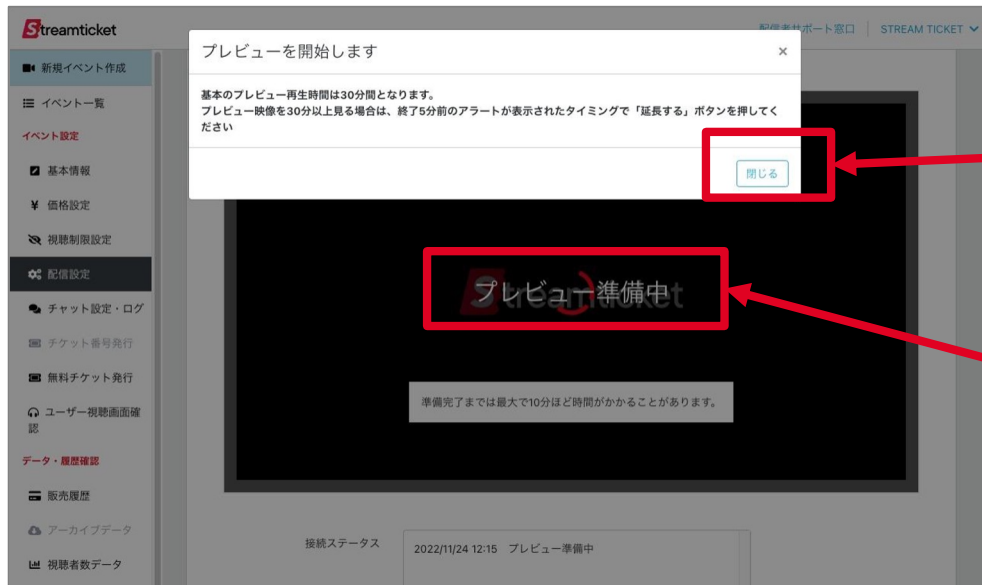 Streamticket
配信者サポート窓口
STREAM TICKET
新規イベント作成
イベント一覧
イベント設定
基本情報
¥ 価格設定
視聴制限設定
配信設定
チャット設定・ログ
チケット番号発行
無料チケット発行
ユーザー視聴画面確
認
データ・履歴確認
販売履歴
アーカイブデータ
視聴者数データ
プレビューを開始します
×
基本のプレビュー再生時間は30分間となります。
プレビュー映像を30分以上見る場合は、終了5分前のアラートが表示されたタイミングで「延長する」ボタンを押してく
ださい
閉じる
Streamticket
プレビュー準備中
準備完了までは最大で10分ほど時間がかかることがあります。
接続ステータス
2022/11/24 12:15 プレビュー準備中